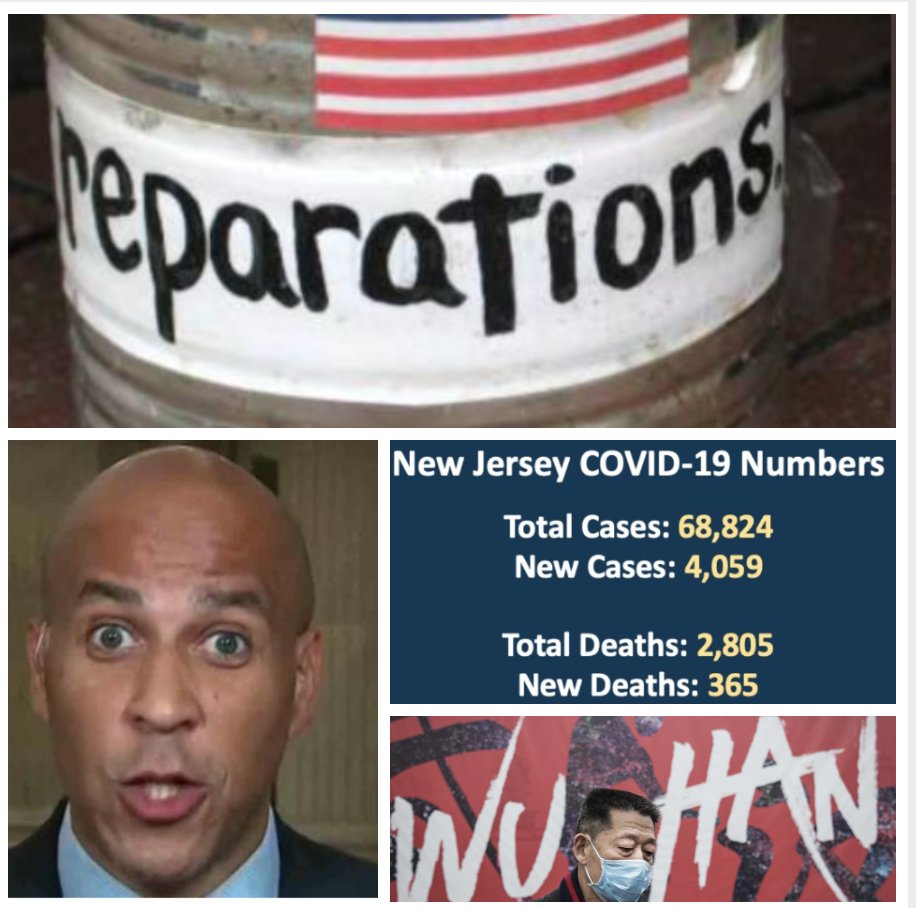 reparations.
New Jersey COVID-19 Numbers
Total Cases: 68,824
New Cases: 4,059
Total Deaths: 2,805
New Deaths: 365
WUHAN